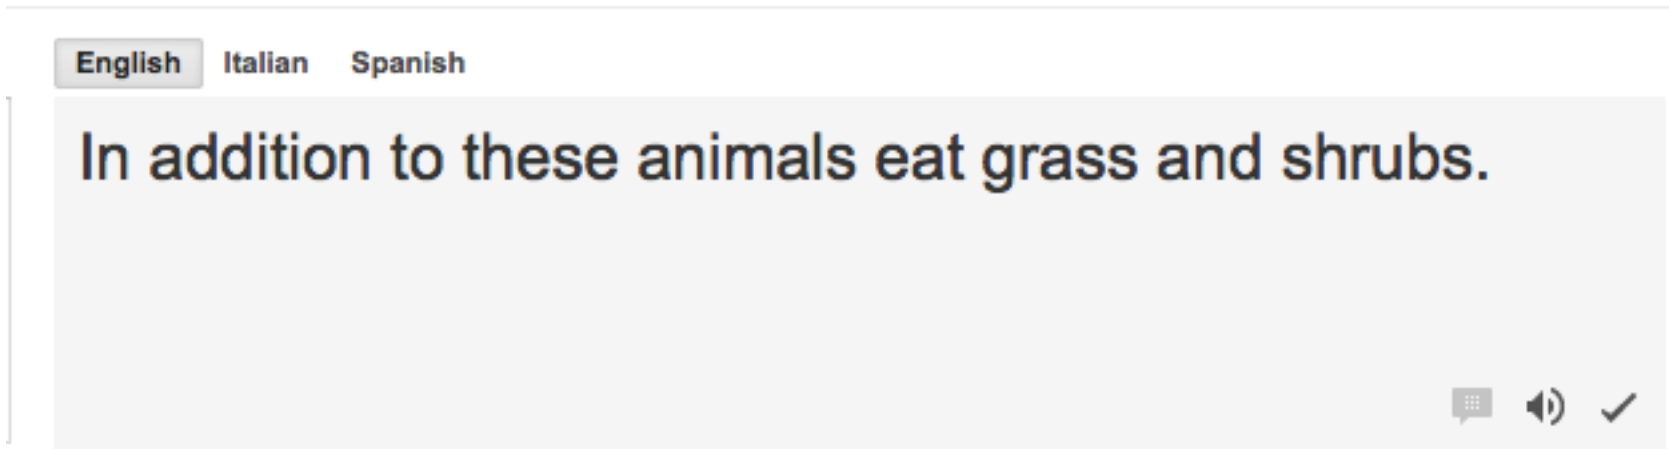 English Italian Spanish
In addition to these animals eat grass and shrubs.